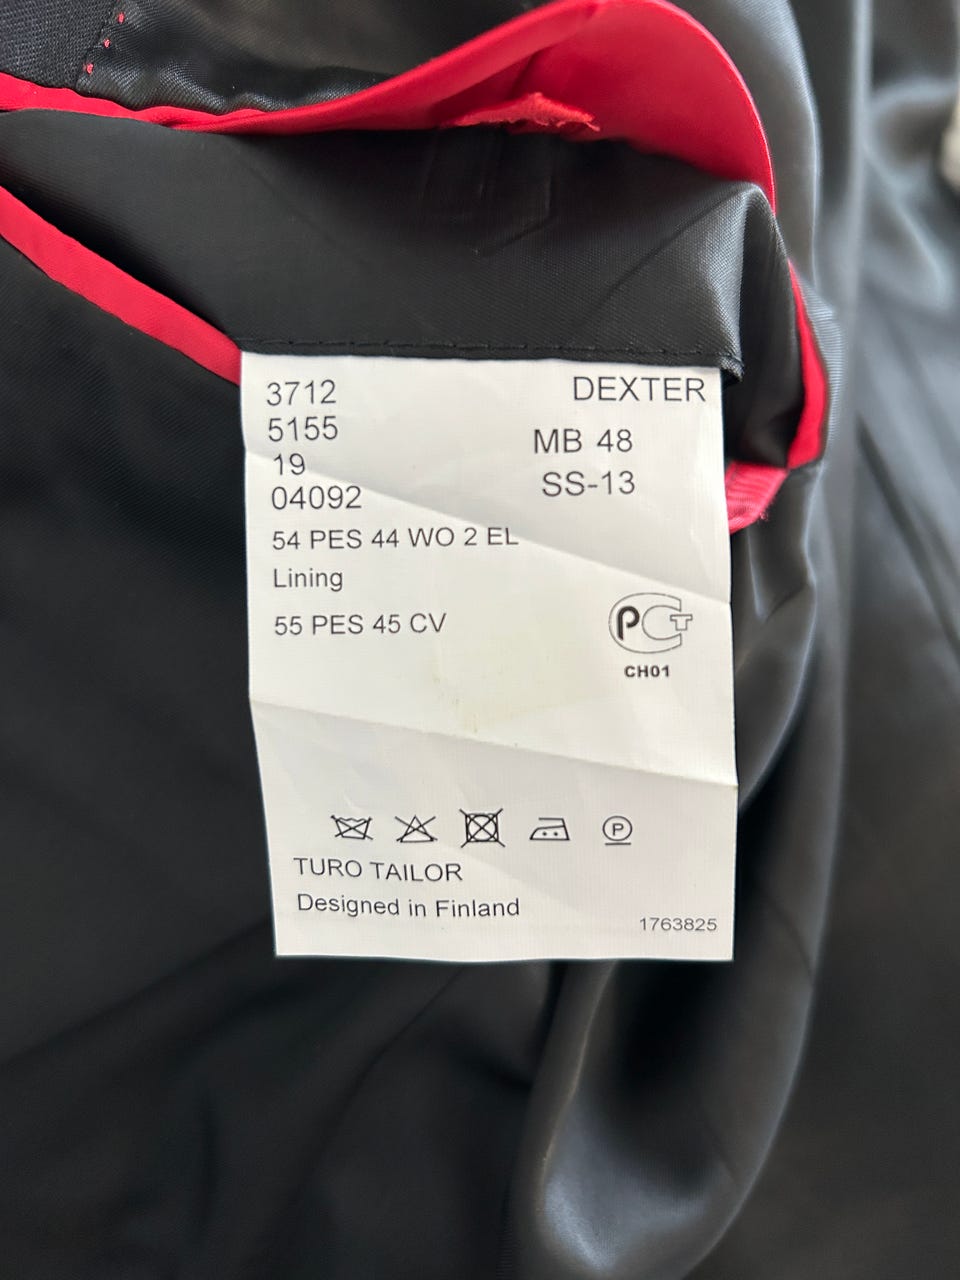 3712 DEXTER
5155 MB 48
19 SS-13
04092
54 PES 44 WO 2 EL
Lining
55 PES 45 CV
PCT
CH01
P
TURO TAILOR
Designed in Finland
1763825